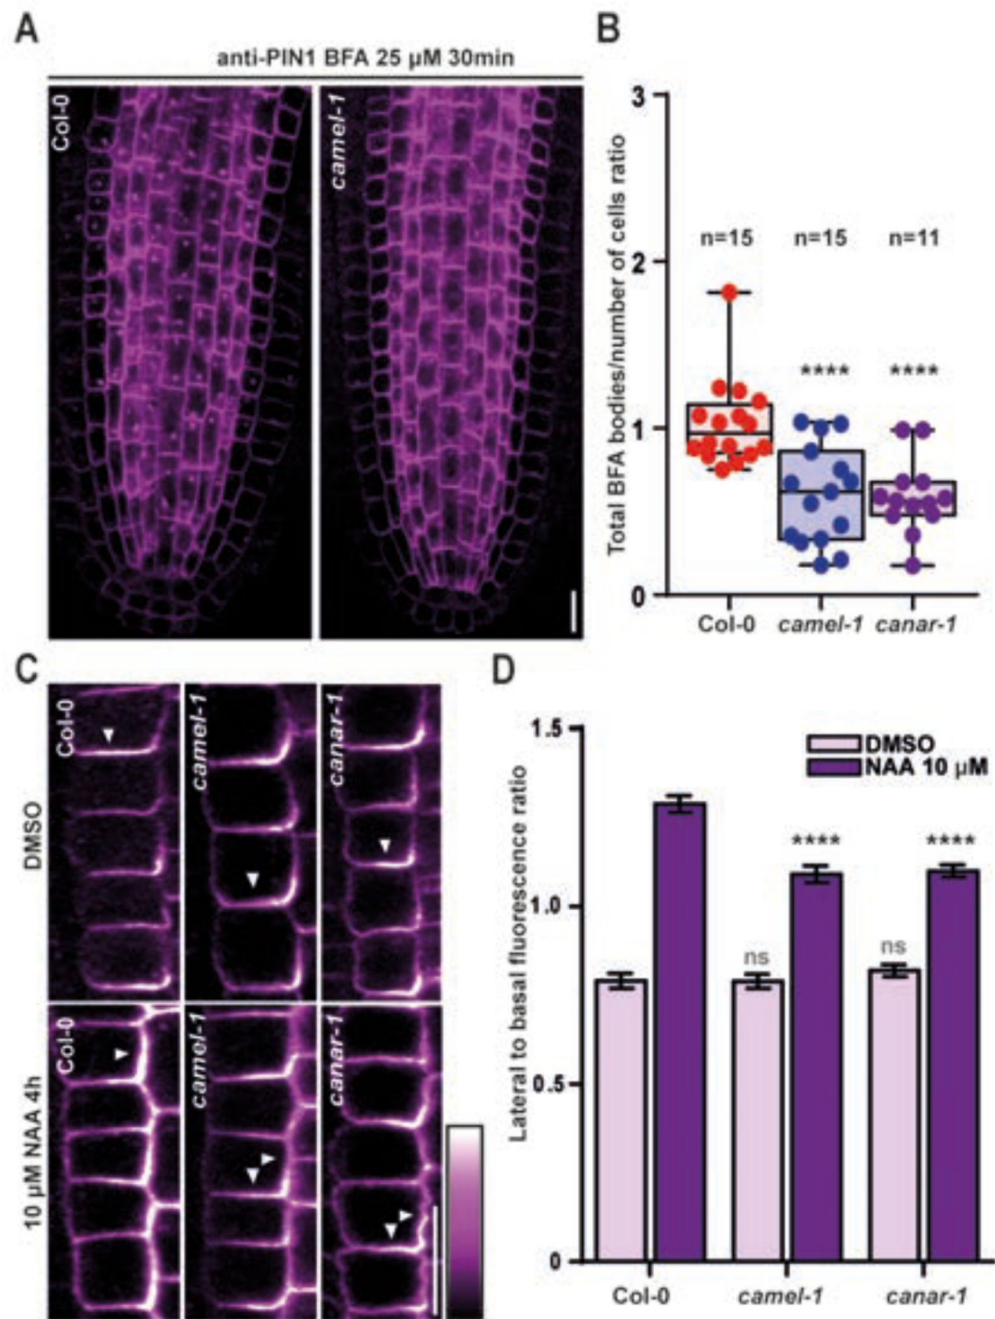 A
anti-PIN1 BFA 25 µM 30min
Col-0
camel-1
B
Total BFA bodies/number of cells ratio
3
2
1
0
n=15
n=15
n=11
****
****
Col-0
camel-1
canar-1
C
DMSO
Col-0
camel-1
canar-1
10 µM NAA 4h
Col-0
camel-1
canar-1
D
Lateral to basal fluorescence ratio
1.5
1.0
0.5
0
DMSO
NAA 10 µM
****
****
ns
ns
Col-0
camel-1
canar-1